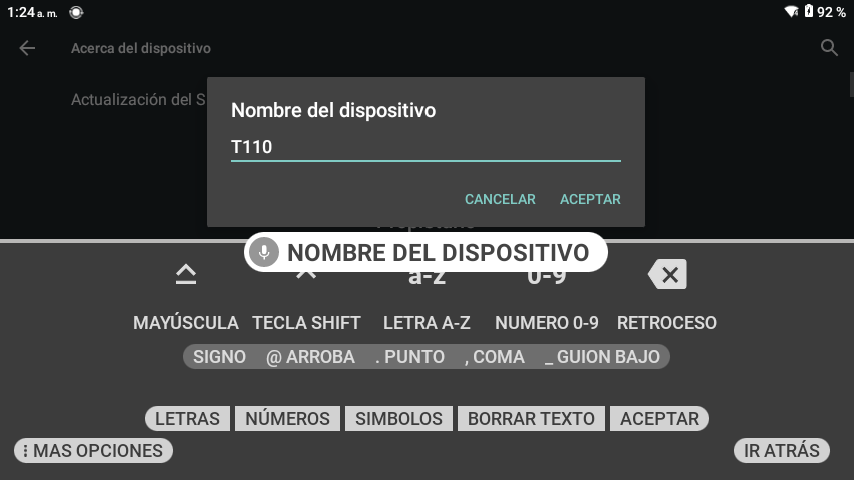 1:24 a. m. 92 %
Acerca del dispositivo
Actualización del S
Nombre del dispositivo
T110
CANCELAR ACEPTAR
NOMBRE DEL DISPOSITIVO
a-z 0-9
MAYÚSCULA TECLA SHIFT LETRA A-Z NUMERO 0-9 RETROCESO
SIGNO @ ARROBA . PUNTO , COMA _ GUION BAJO
LETRAS NÚMEROS SIMBOLOS BORRAR TEXTO ACEPTAR
MAS OPCIONES IR ATRÁS